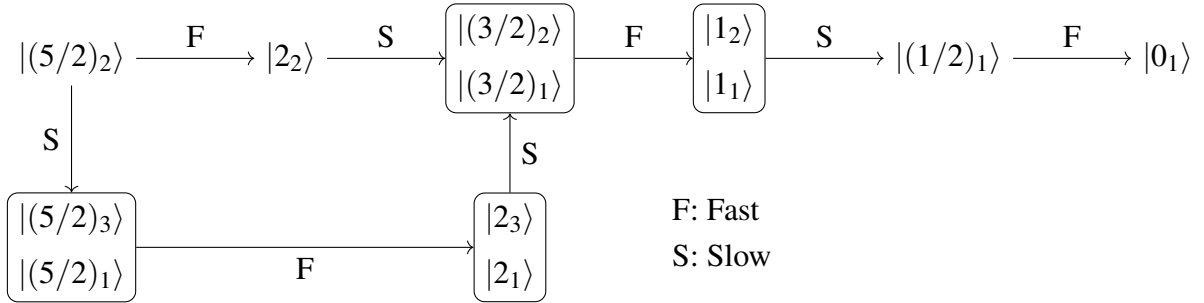 |(5/2)₂⟩ F |2₂⟩ S |(3/2)₂⟩ F |1₂⟩ S |(1/2)₁⟩ F |0₁⟩
|(3/2)₁⟩ |1₁⟩
S S
|(5/2)₃⟩ |2₃⟩ F: Fast
|(5/2)₁⟩ F |2₁⟩ S: Slow